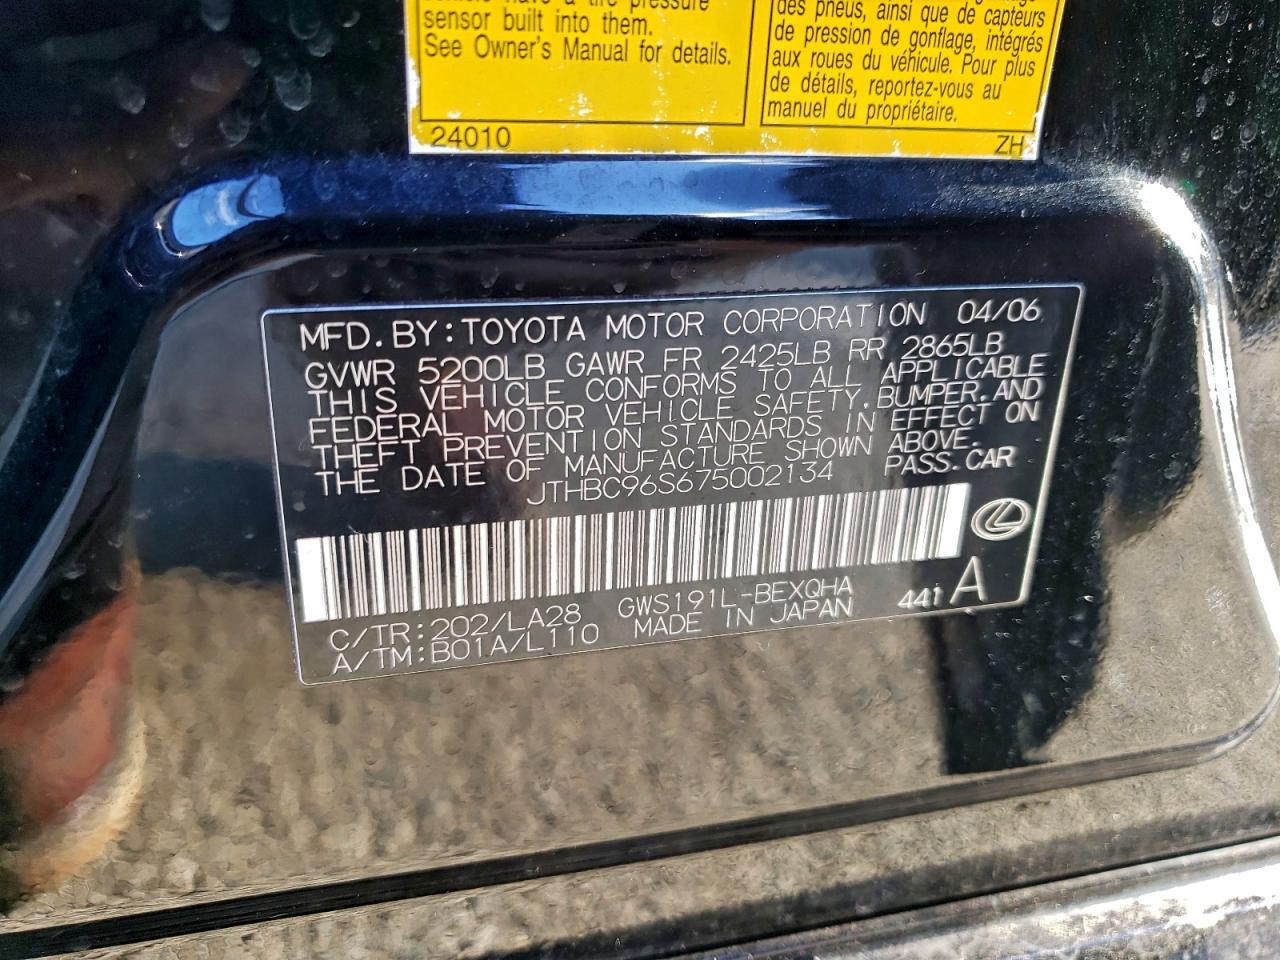 vehicle have a tire pressure
sensor built into them.
See Owner's Manual for details.
des pneus, ainsi que de capteurs
de pression de gonflage, intégrés
aux roues du véhicule. Pour plus
de détails, reportez-vous au
manuel du propriétaire.
24010
ZH
MFD. BY: TOYOTA MOTOR CORPORATION 04/06
GVWR 5200LB GAWR FR 2425LB RR 2865LB
THIS VEHICLE CONFORMS TO ALL APPLICABLE
FEDERAL MOTOR VEHICLE SAFETY, BUMPER, AND
THEFT PREVENTION STANDARDS IN EFFECT ON
THE DATE OF MANUFACTURE SHOWN ABOVE.
JTHBC96S675002134 PASS. CAR
C/TR: 202/LA28 GWS191L-BEXQHA 441 A
A/TM: B01A/L110 MADE IN JAPAN